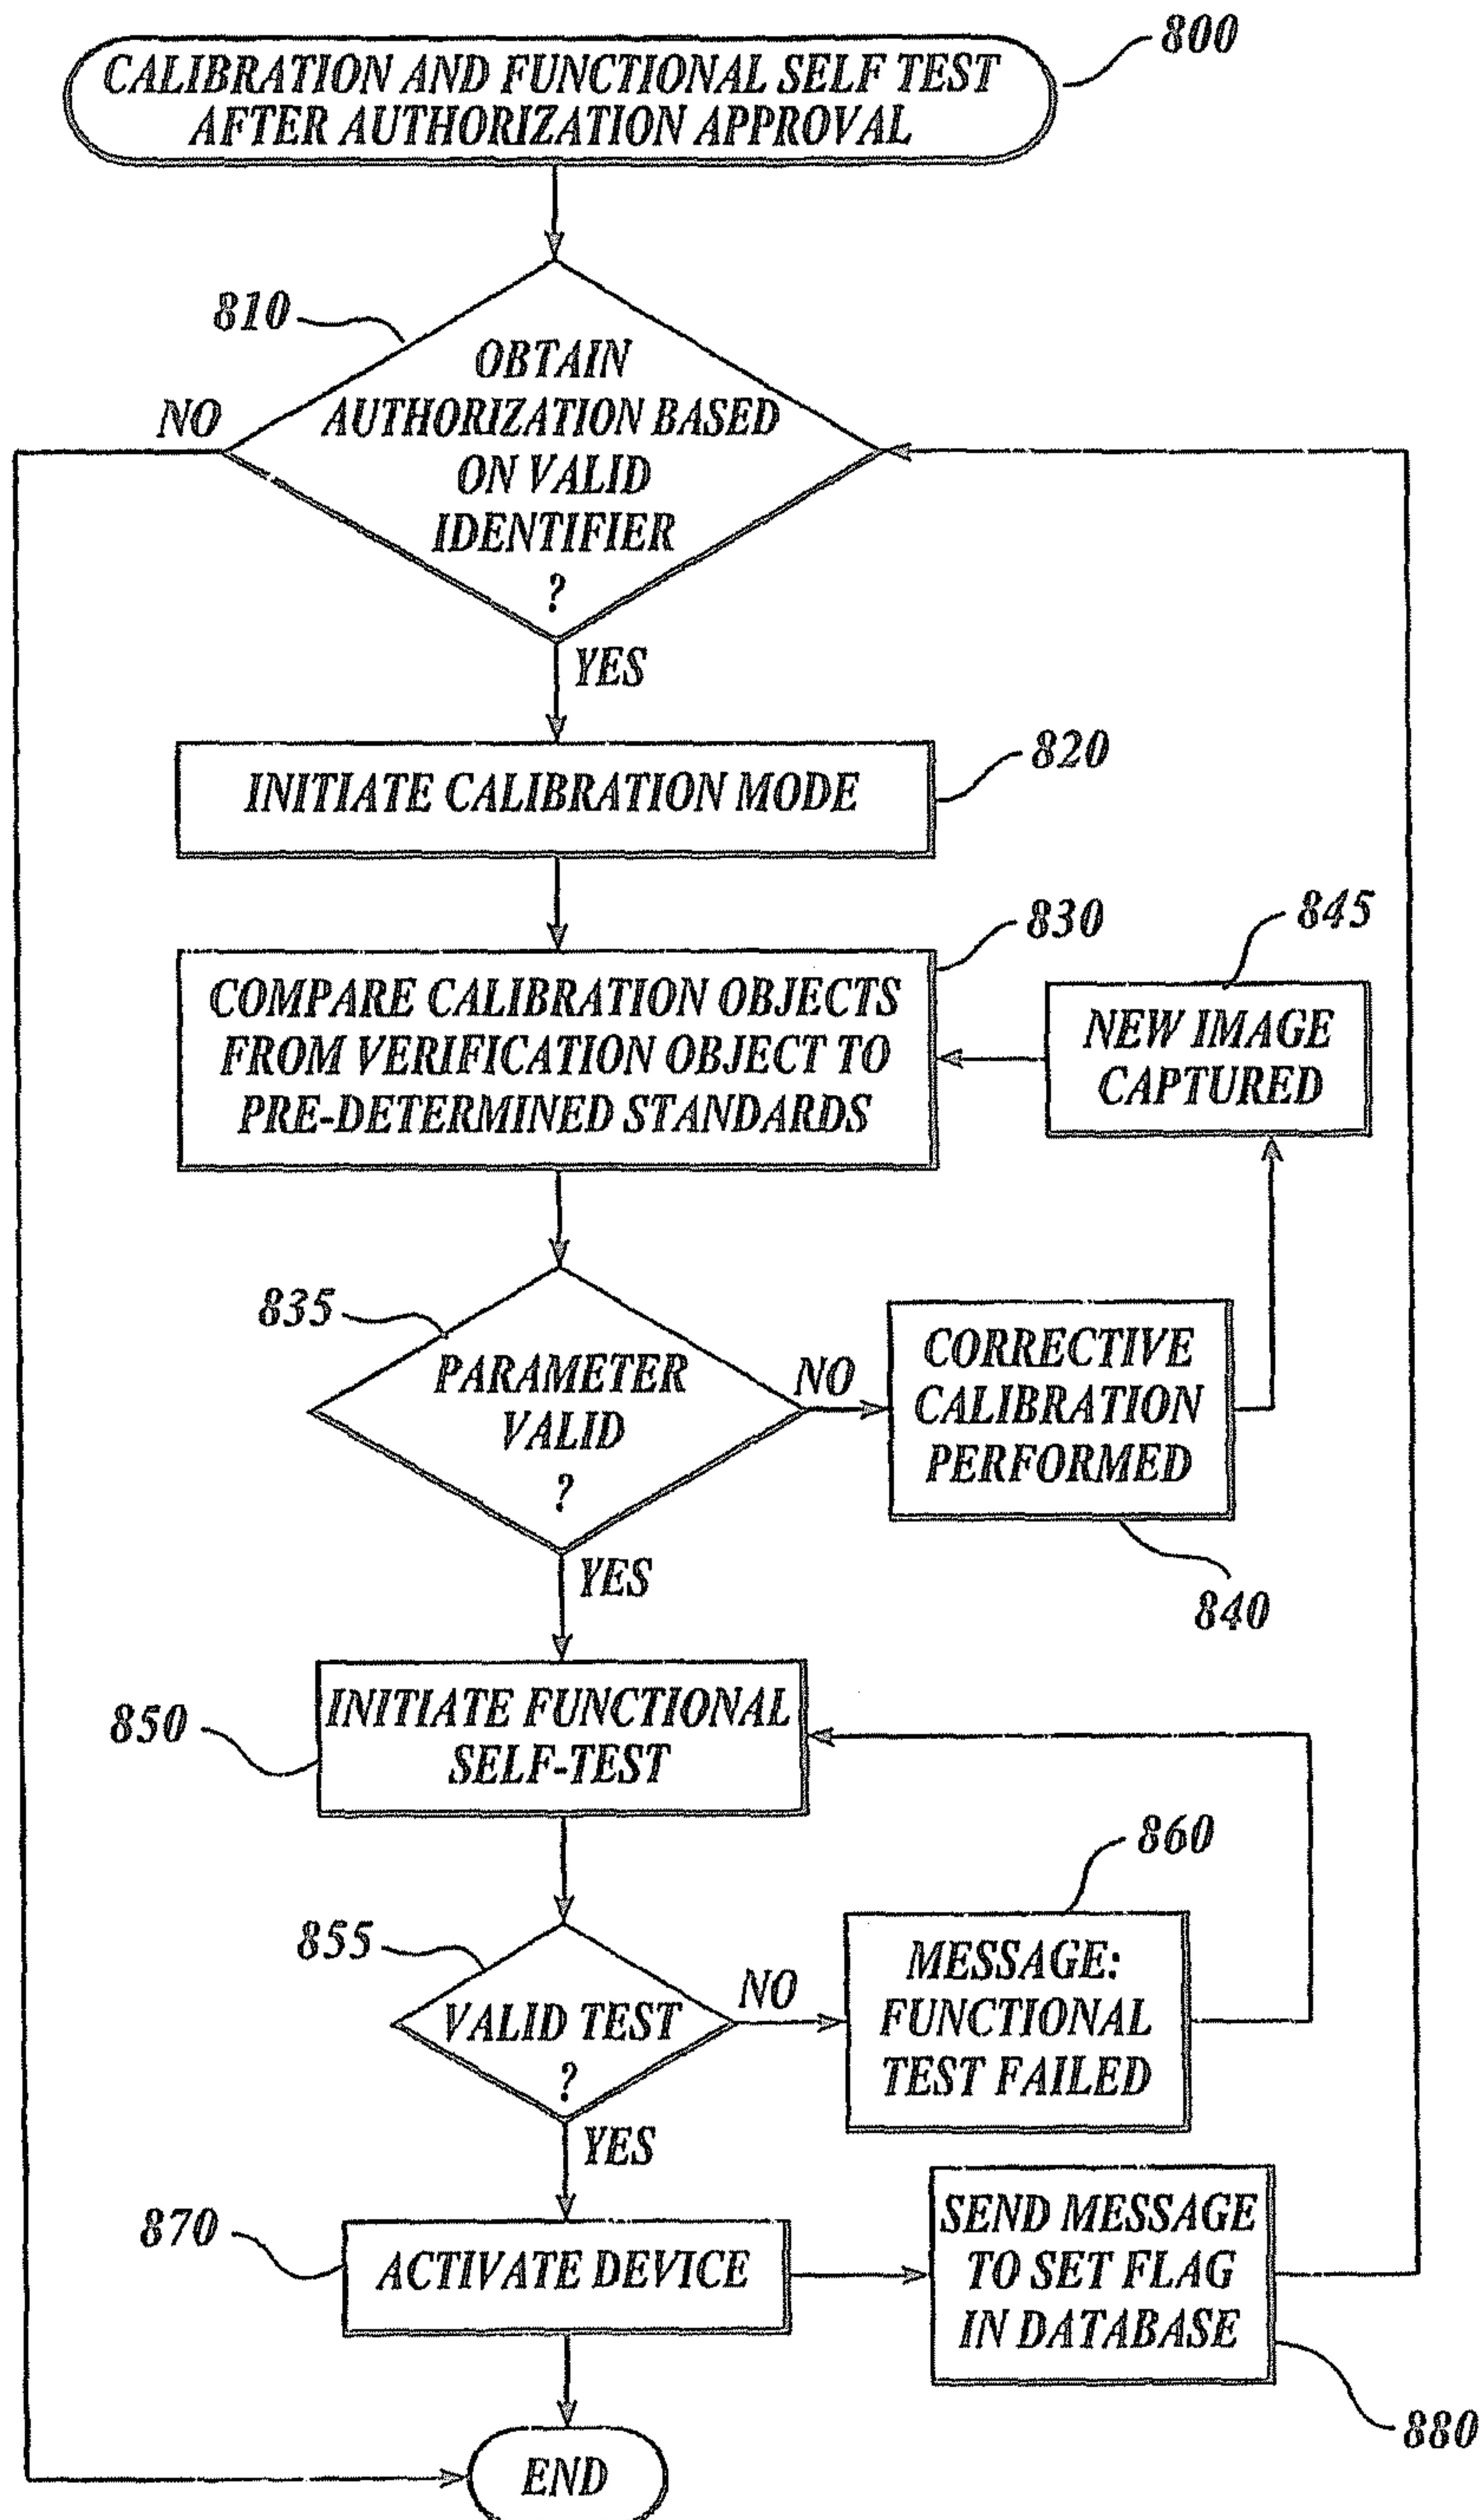 800
CALIBRATION AND FUNCTIONAL SELF TEST
AFTER AUTHORIZATION APPROVAL
810
OBTAIN
AUTHORIZATION BASED
ON VALID
IDENTIFIER
?
NO
YES
INITIATE CALIBRATION MODE
820
830
COMPARE CALIBRATION OBJECTS
FROM VERIFICATION OBJECT TO
PRE-DETERMINED STANDARDS
845
NEW IMAGE
CAPTURED
835
PARAMETER
VALID
?
NO
CORRECTIVE
CALIBRATION
PERFORMED
840
YES
850
INITIATE FUNCTIONAL
SELF-TEST
860
855
VALID TEST
?
NO
MESSAGE:
FUNCTIONAL
TEST FAILED
YES
870
ACTIVATE DEVICE
SEND MESSAGE
TO SET FLAG
IN DATABASE
880
END